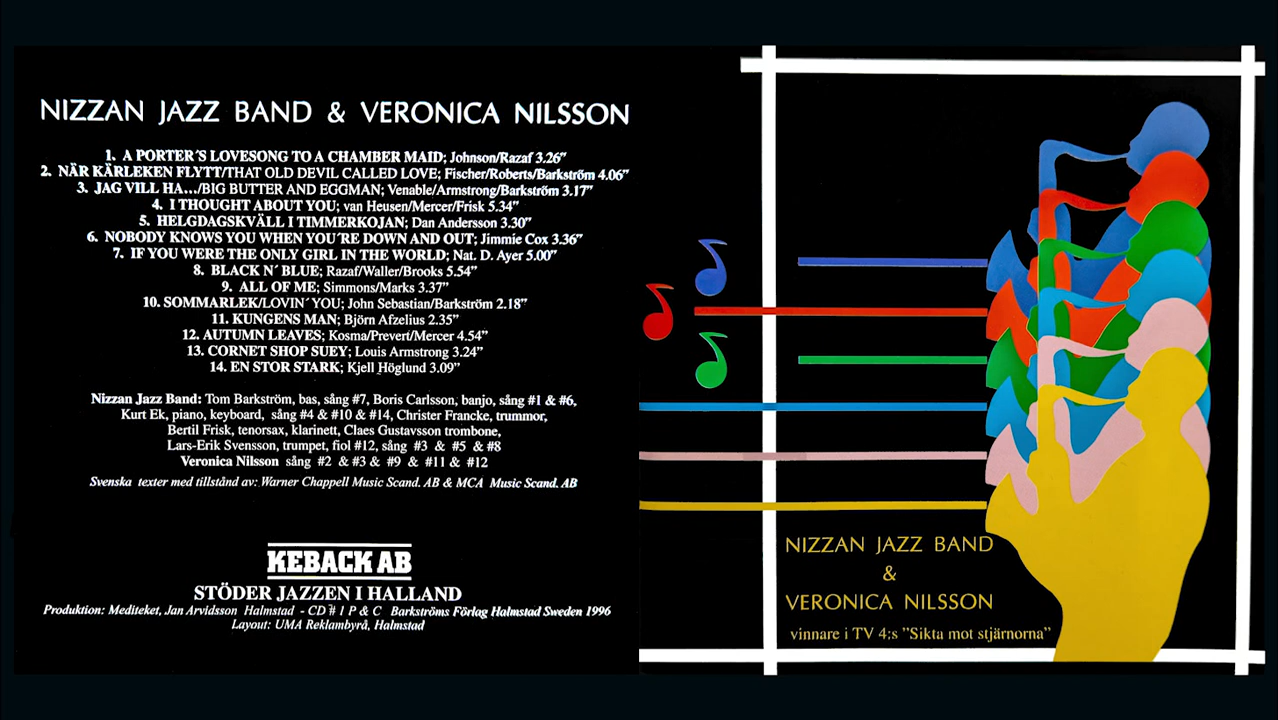 NIZZAN JAZZ BAND & VERONICA NILSSON
1. A PORTER´S LOVESONG TO A CHAMBER MAID; Johnson/Razaf 3.26”
2. NÄR KÄRLEKEN FLYTT/THAT OLD DEVIL CALLED LOVE; Fischer/Roberts/Barkström 4.06”
3. JAG VILL HA.../BIG BUTTER AND EGGMAN; Venable/Armstrong/Barkström 3.17”
4. I THOUGHT ABOUT YOU; van Heusen/Mercer/Frisk 5.34”
5. HELGDAGSKVÄLL I TIMMERKOJAN; Dan Andersson 3.30”
6. NOBODY KNOWS YOU WHEN YOU´RE DOWN AND OUT; Jimmie Cox 3.36”
7. IF YOU WERE THE ONLY GIRL IN THE WORLD; Nat. D. Ayer 5.00”
8. BLACK N´ BLUE; Razaf/Waller/Brooks 5.54”
9. ALL OF ME; Simmons/Marks 3.37”
10. SOMMARLEK/LOVIN´ YOU; John Sebastian/Barkström 2.18”
11. KUNGENS MAN; Björn Afzelius 2.35”
12. AUTUMN LEAVES; Kosma/Prevert/Mercer 4.54”
13. CORNET SHOP SUEY; Louis Armstrong 3.24”
14. EN STOR STARK; Kjell Höglund 3.09”
Nizzan Jazz Band: Tom Barkström, bas, sång #7, Boris Carlsson, banjo, sång #1 & #6,
Kurt Ek, piano, keyboard, sång #4 & #10 & #14, Christer Francke, trummor,
Bertil Frisk, tenorsax, klarinett, Claes Gustavsson trombone,
Lars-Erik Svensson, trumpet, fiol #12, sång #3 & #5 & #8
Veronica Nilsson sång #2 & #3 & #9 & #11 & #12
Svenska texter med tillstånd av: Warner Chappell Music Scand. AB & MCA Music Scand. AB
KEBACK AB
STÖDER JAZZEN I HALLAND
Produktion: Mediteket, Jan Arvidsson Halmstad - CD # 1 P & C Barkströms Förlag Halmstad Sweden 1996
Layout: UMA Reklambyrå, Halmstad
NIZZAN JAZZ BAND
&
VERONICA NILSSON
vinnare i TV 4:s ”Sikta mot stjärnorna”